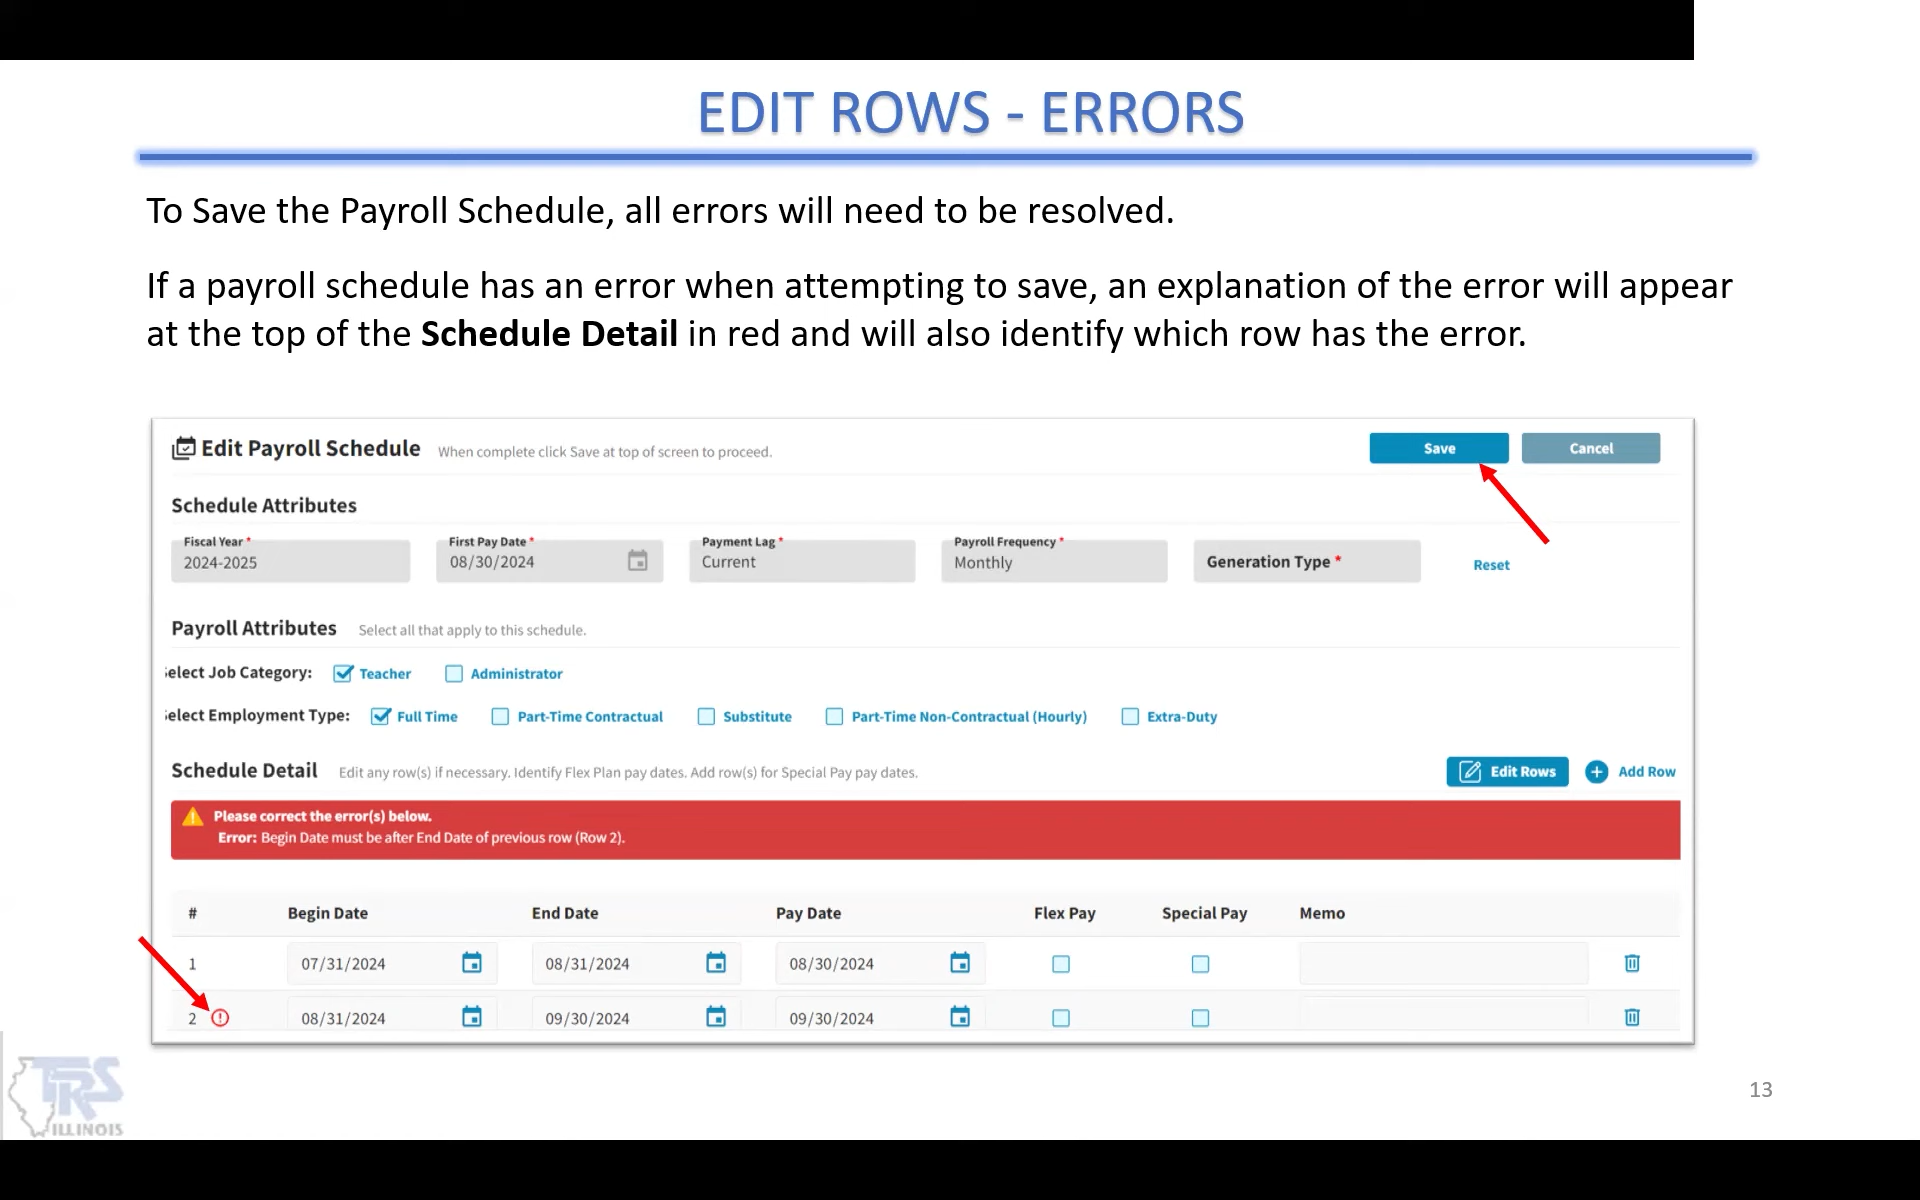 EDIT ROWS - ERRORS
To Save the Payroll Schedule, all errors will need to be resolved.
If a payroll schedule has an error when attempting to save, an explanation of the error will appear
at the top of the Schedule Detail in red and will also identify which row has the error.
Edit Payroll Schedule When complete click Save at top of screen to proceed. Save Cancel
Schedule Attributes
Fiscal Year * First Pay Date * Payment Lag * Payroll Frequency *
2024-2025 08/30/2024 Current Monthly Generation Type * Reset
Payroll Attributes Select all that apply to this schedule.
elect Job Category: Teacher Administrator
elect Employment Type: Full Time Part-Time Contractual Substitute Part-Time Non-Contractual (Hourly) Extra-Duty
Schedule Detail Edit any row(s) if necessary. Identify Flex Plan pay dates. Add row(s) for Special Pay pay dates. Edit Rows Add Row
Please correct the error(s) below.
Error: Begin Date must be after End Date of previous row (Row 2).
# Begin Date End Date Pay Date Flex Pay Special Pay Memo
1 07/31/2024 08/31/2024 08/30/2024
2 08/31/2024 09/30/2024 09/30/2024
TRS
ILLINOIS
13